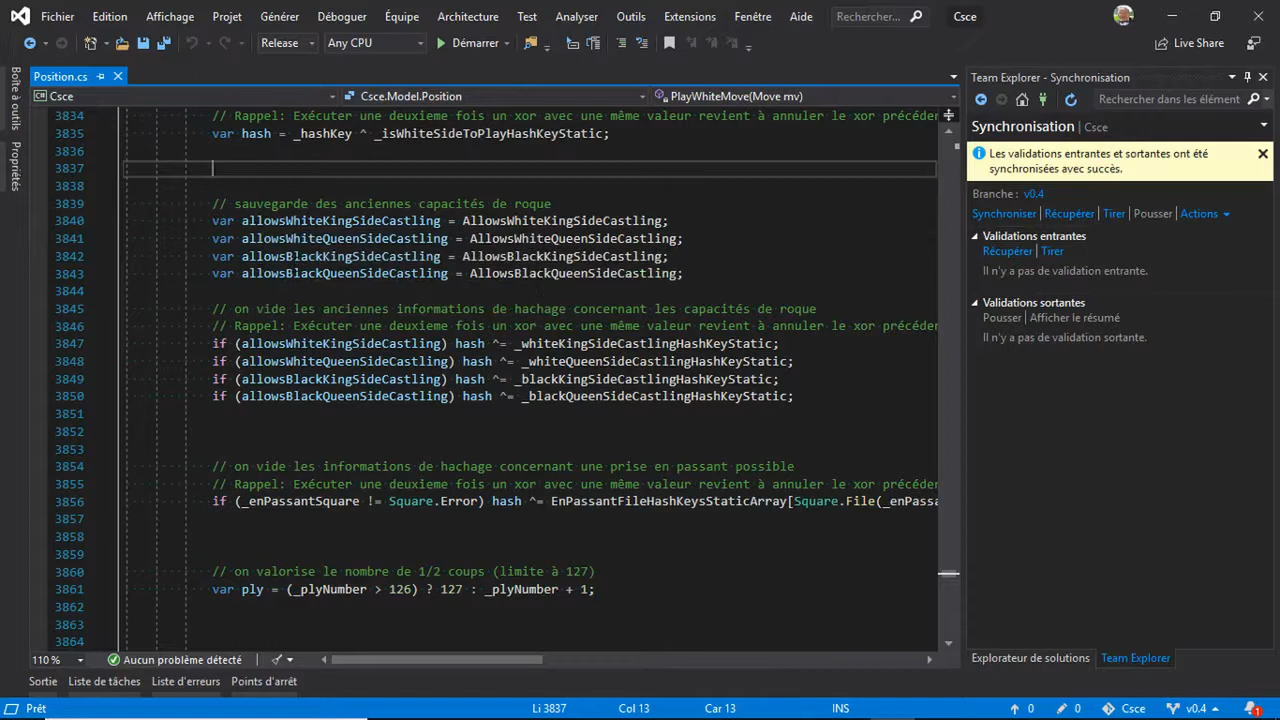 Fichier Edition Affichage Projet Générer Déboguer Équipe Architecture Test Analyser Outils Extensions Fenêtre Aide Rechercher... Csce
Release Any CPU Démarrer Live Share
Position.cs
Csce Csce.Model.Position PlayWhiteMove(Move mv)
Boîte à outils
Propriétés
3834 // Rappel: Exécuter une deuxieme fois un xor avec une même valeur revient à annuler le xor précéder
3835 var hash = _hashKey ^ _isWhiteSideToPlayHashKeyStatic;
3836
3837
3838
3839 // sauvegarde des anciennes capacités de roque
3840 var allowsWhiteKingSideCastling = AllowsWhiteKingSideCastling;
3841 var allowsWhiteQueenSideCastling = AllowsWhiteQueenSideCastling;
3842 var allowsBlackKingSideCastling = AllowsBlackKingSideCastling;
3843 var allowsBlackQueenSideCastling = AllowsBlackQueenSideCastling;
3844
3845 // on vide les anciennes informations de hachage concernant les capacités de roque
3846 // Rappel: Exécuter une deuxieme fois un xor avec une même valeur revient à annuler le xor précéder
3847 if (allowsWhiteKingSideCastling) hash ^= _whiteKingSideCastlingHashKeyStatic;
3848 if (allowsWhiteQueenSideCastling) hash ^= _whiteQueenSideCastlingHashKeyStatic;
3849 if (allowsBlackKingSideCastling) hash ^= _blackKingSideCastlingHashKeyStatic;
3850 if (allowsBlackQueenSideCastling) hash ^= _blackQueenSideCastlingHashKeyStatic;
3851
3852
3853
3854 // on vide les informations de hachage concernant une prise en passant possible
3855 // Rappel: Exécuter une deuxieme fois un xor avec une même valeur revient à annuler le xor précéder
3856 if (_enPassantSquare != Square.Error) hash ^= EnPassantFileHashKeysStaticArray[Square.File(_enPassa
3857
3858
3859
3860 // on valorise le nombre de 1/2 coups (limite à 127)
3861 var ply = (_plyNumber > 126) ? 127 : _plyNumber + 1;
3862
3863
3864
110 % Aucun problème détecté
Team Explorer - Synchronisation
Rechercher dans les élément
Synchronisation Csce
Les validations entrantes et sortantes ont été
synchronisées avec succès.
Branche : v0.4
Synchroniser Récupérer Tirer Pousser Actions
Validations entrantes
Récupérer Tirer
Il n'y a pas de validation entrante.
Validations sortantes
Pousser Afficher le résumé
Il n'y a pas de validation sortante.
Explorateur de solutions Team Explorer
Sortie Liste de tâches Liste d'erreurs Points d'arrêt
Prêt Li 3837 Col 13 Car 13 INS 0 0 Csce v0.4 1